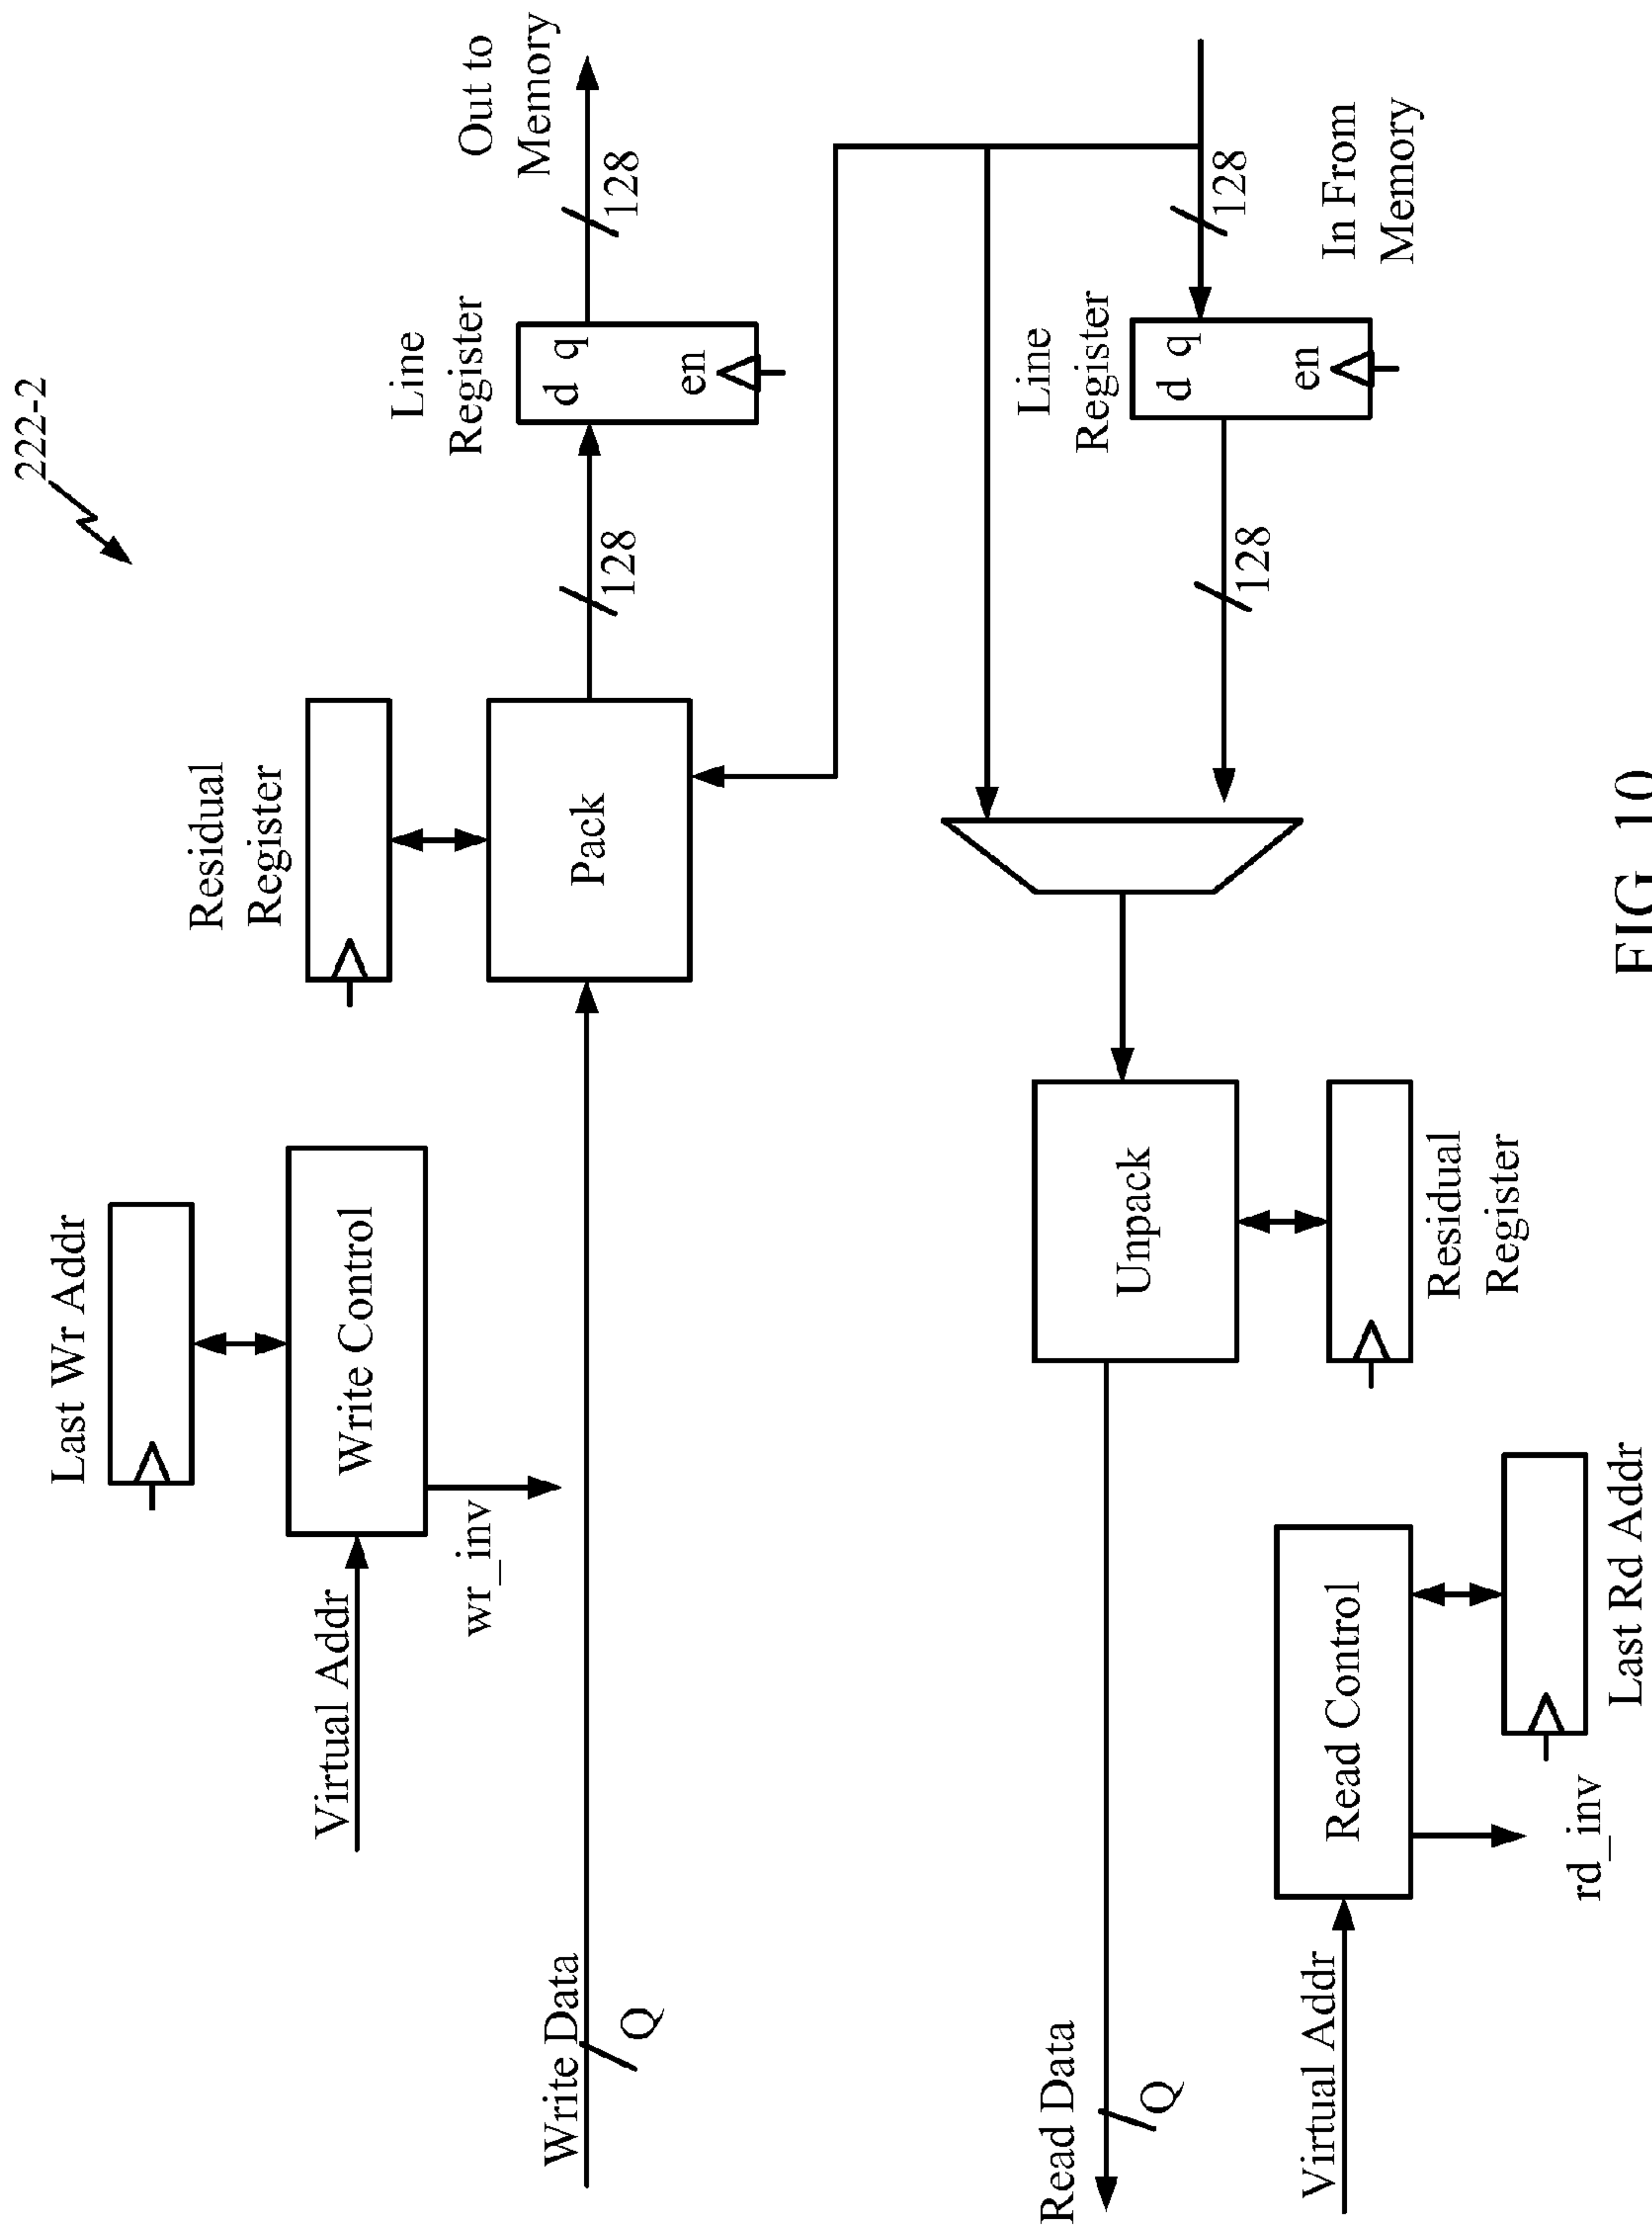 222-2
Last Wr Addr
Virtual Addr
Write Control
wr_inv
Residual
Register
Line
Register
Out to
Memory
Write Data
Q
Pack
128
d q
en
128
Read Data
Q
Unpack
Line
Register
128
d q
en
128
In From
Memory
Virtual Addr
Read Control
Residual
Register
rd_inv
Last Rd Addr
FIG. 10